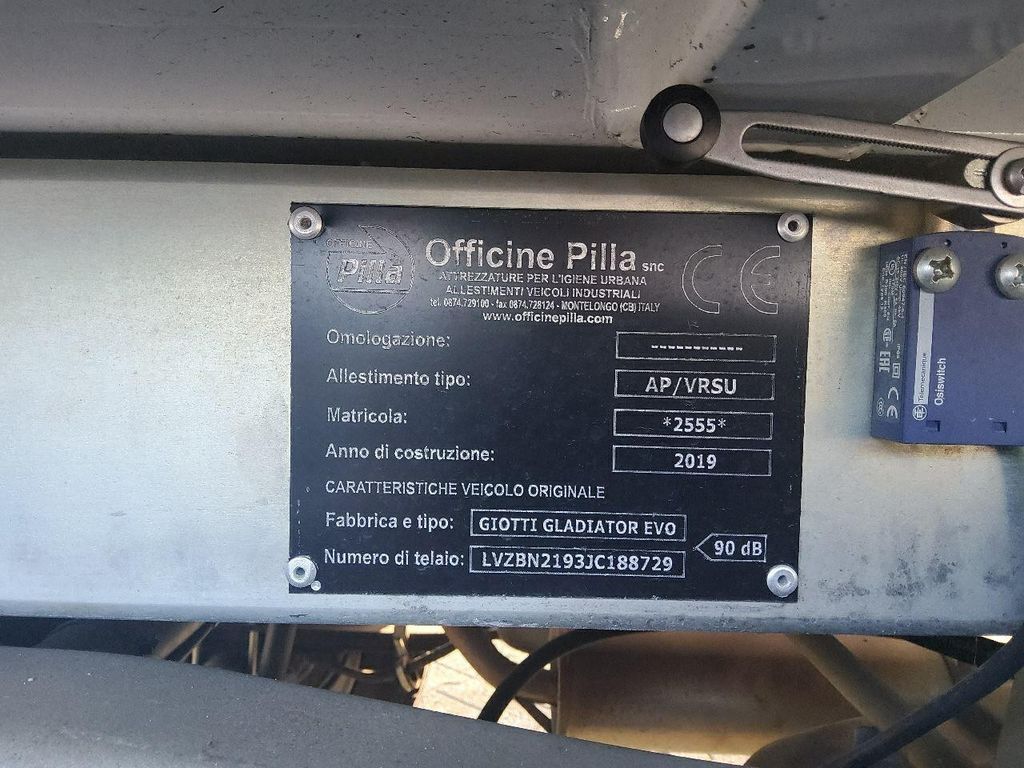 OFFICINE
Pilla
Officine Pilla snc
ATTREZZATURE PER L'IGIENE URBANA
ALLESTIMENTI VEICOLI INDUSTRIALI
tel. 0874.729100 - fax 0874.728124 - MONTELONGO (CB) ITALY
www.officinepilla.com
CE
Omologazione: ----------
Allestimento tipo: AP/VRSU
Matricola: *2555*
Anno di costruzione: 2019
CARATTERISTICHE VEICOLO ORIGINALE
Fabbrica e tipo: GIOTTI GLADIATOR EVO
90 dB
Numero di telaio: LVZBN2193JC188729
Telemecanique
Osiswitch
EAC
CE